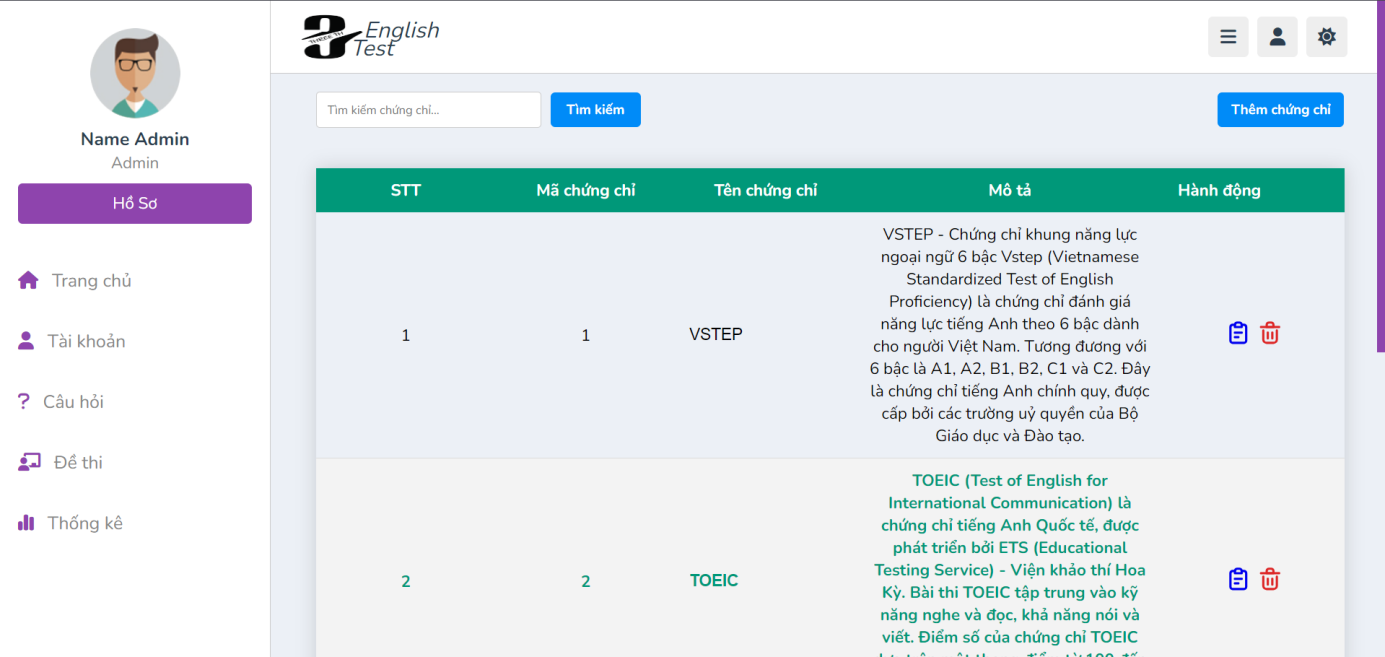 English
Test
Name Admin
Admin
Hồ Sơ
Trang chủ
Tài khoản
Câu hỏi
Đề thi
Thống kê
Tìm kiếm chứng chỉ...
Tìm kiếm
Thêm chứng chỉ
STT Mã chứng chỉ Tên chứng chỉ Mô tả Hành động
1 1 VSTEP
VSTEP - Chứng chỉ khung năng lực
ngoại ngữ 6 bậc Vstep (Vietnamese
Standardized Test of English
Proficiency) là chứng chỉ đánh giá
năng lực tiếng Anh theo 6 bậc dành
cho người Việt Nam. Tương đương với
6 bậc là A1, A2, B1, B2, C1 và C2. Đây
là chứng chỉ tiếng Anh chính quy, được
cấp bởi các trường uỷ quyền của Bộ
Giáo dục và Đào tạo.
2 2 TOEIC
TOEIC (Test of English for
International Communication) là
chứng chỉ tiếng Anh Quốc tế, được
phát triển bởi ETS (Educational
Testing Service) - Viện khảo thí Hoa
Kỳ. Bài thi TOEIC tập trung vào kỹ
năng nghe và đọc, khả năng nói và
viết. Điểm số của chứng chỉ TOEIC